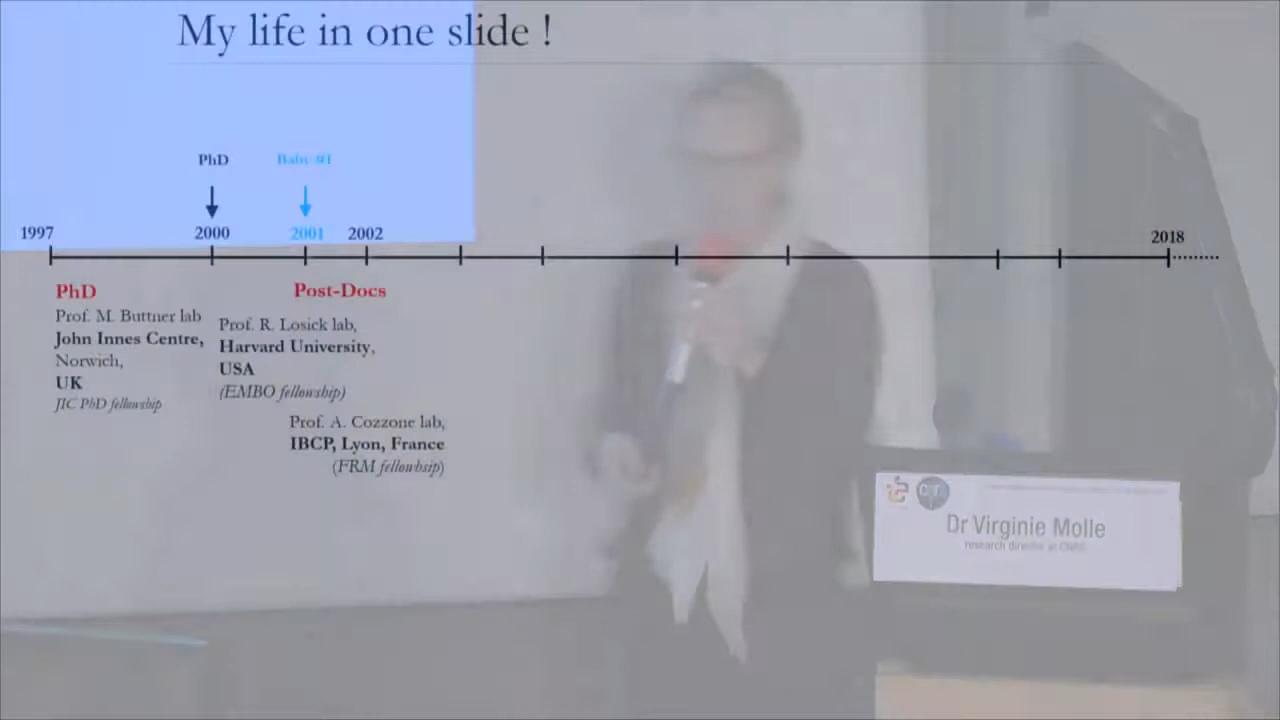 My life in one slide !
PhD
Baby #1
1997
2000
2001
2002
2018
PhD
Prof. M. Buttner lab
John Innes Centre,
Norwich,
UK
JIC PhD fellowship
Post-Docs
Prof. R. Losick lab,
Harvard University,
USA
(EMBO fellowship)
Prof. A. Cozzone lab,
IBCP, Lyon, France
(FRM fellowhsip)
Dr Virginie Molle
research director at CNRS